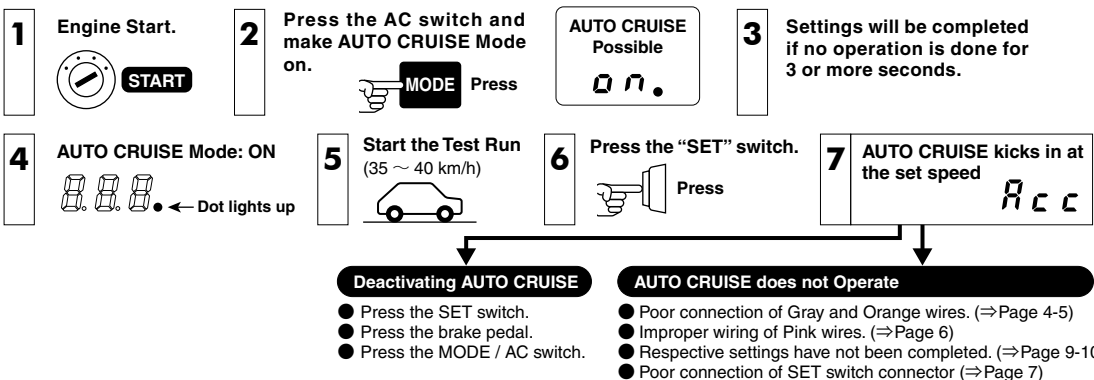 1
Engine Start.
START
2
Press the AC switch and
make AUTO CRUISE Mode
on.
MODE Press
AUTO CRUISE
Possible
on.
3
Settings will be completed
if no operation is done for
3 or more seconds.
4
AUTO CRUISE Mode: ON
8.8.8. ← Dot lights up
5
Start the Test Run
(35 ～ 40 km/h)
6
Press the “SET” switch.
Press
7
AUTO CRUISE kicks in at
the set speed
Acc
Deactivating AUTO CRUISE
● Press the SET switch.
● Press the brake pedal.
● Press the MODE / AC switch.
AUTO CRUISE does not Operate
● Poor connection of Gray and Orange wires. (⇒Page 4-5)
● Improper wiring of Pink wires. (⇒Page 6)
● Respective settings have not been completed. (⇒Page 9-10
● Poor connection of SET switch connector (⇒Page 7)